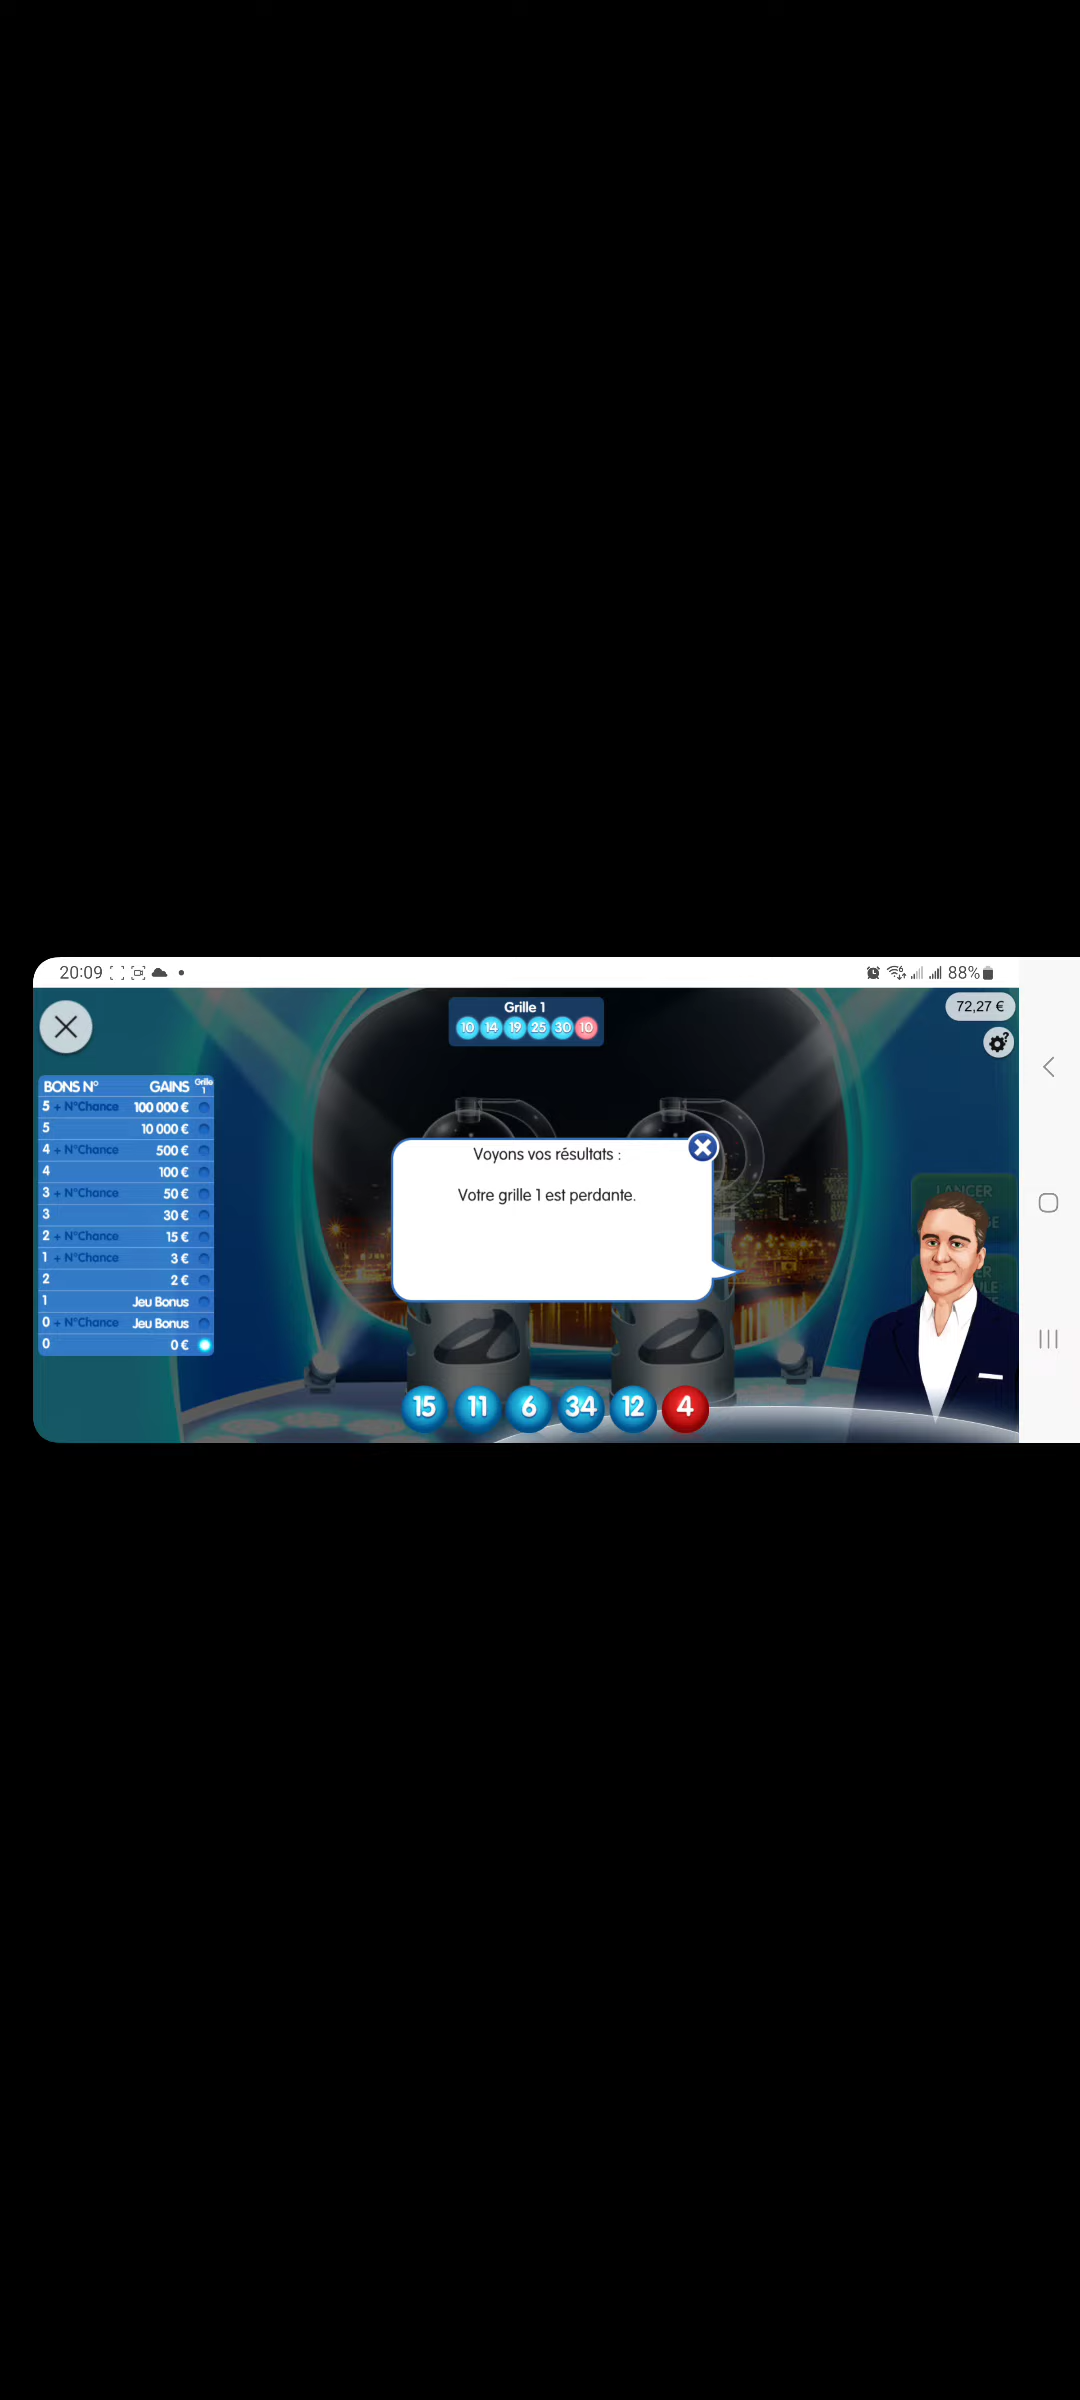 20:09 88%
Grille 1
10 14 19 25 30 10
72,27 €
?
BONS N° GAINS Grille 1
5 + N°Chance 100 000 €
5 10 000 €
4 + N°Chance 500 €
4 100 €
3 + N°Chance 50 €
3 30 €
2 + N°Chance 15 €
1 + N°Chance 3 €
2 2 €
1 Jeu Bonus
0 + N°Chance Jeu Bonus
0 0 €
Voyons vos résultats :
Votre grille 1 est perdante.
LANCER
15 11 6 34 12 4